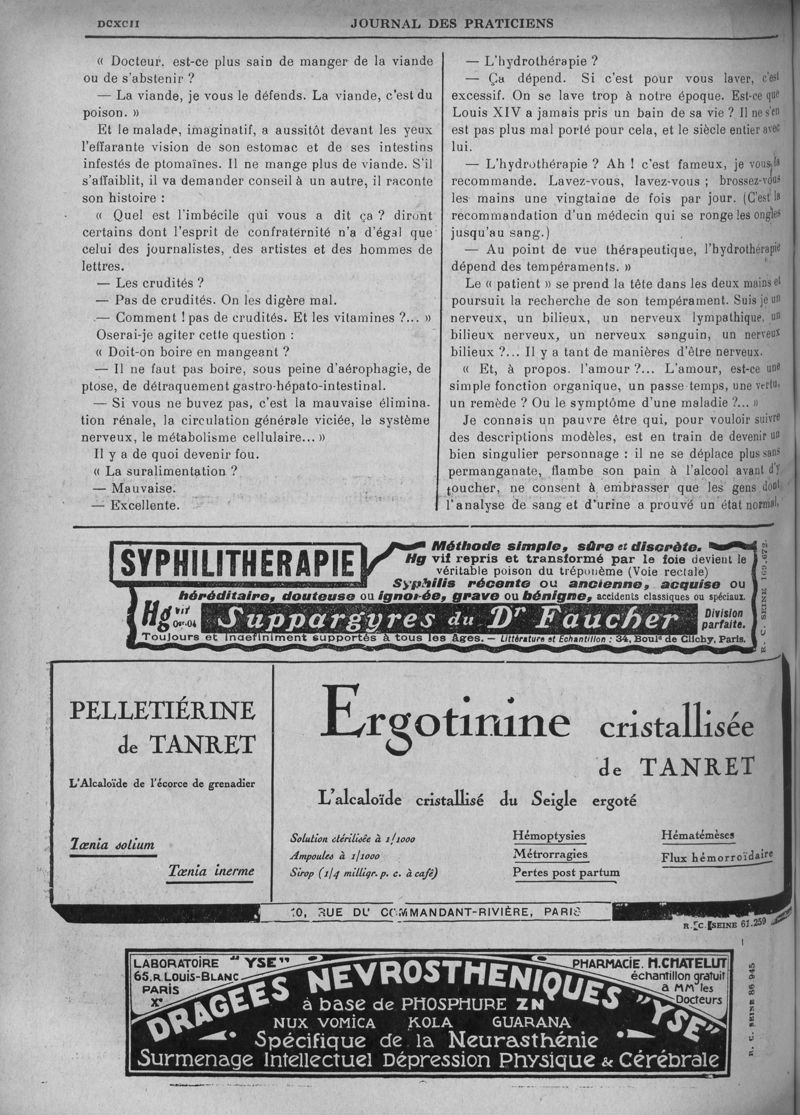 DCXCII
JOURNAL DES PRATICIENS
« Docteur, est-ce plus sain de manger de la viande
ou de s'abstenir ?
— La viande, je vous le défends. La viande, c'est du
poison. »
Et le malade, imaginatif, a aussitôt devant les yeux
l'effarante vision de son estomac et de ses intestins
infestés de ptomaïnes. Il ne mange plus de viande. S'il
s'affaiblit, il va demander conseil à un autre, il raconte
son histoire :
« Quel est l'imbécile qui vous a dit ça ? diront
certains dont l'esprit de confraternité n'a d'égal que
celui des journalistes, des artistes et des hommes de
lettres.
— Les crudités ?
— Pas de crudités. On les digère mal.
— Comment ! pas de crudités. Et les vitamines ?... »
Oserai-je agiter cette question :
« Doit-on boire en mangeant ?
— Il ne faut pas boire, sous peine d'aérophagie, de
ptose, de détraquement gastro-hépato-intestinal.
— Si vous ne buvez pas, c'est la mauvaise élimina-
tion rénale, la circulation générale viciée, le système
nerveux, le métabolisme cellulaire... »
Il y a de quoi devenir fou.
« La suralimentation ?
— Mauvaise.
— Excellente.
— L'hydrothérapie ?
— Ça dépend. Si c'est pour vous laver, c'est
excessif. On se lave trop à notre époque. Est-ce que
Louis XIV a jamais pris un bain de sa vie ? Il ne s'en
est pas plus mal porté pour cela, et le siècle entier avec
lui.
— L'hydrothérapie ? Ah ! c'est fameux, je vous la
recommande. Lavez-vous, lavez-vous ; brossez-vous
les mains une vingtaine de fois par jour. (C'est la
recommandation d'un médecin qui se ronge les ongles
jusqu'au sang.)
— Au point de vue thérapeutique, l'hydrothérapie
dépend des tempéraments. »
Le « patient » se prend la tête dans les deux mains et
poursuit la recherche de son tempérament. Suis je un
nerveux, un bilieux, un nerveux lymphatique, un
bilieux nerveux, un nerveux sanguin, un nerveux
bilieux ?... Il y a tant de manières d'être nerveux.
« Et, à propos, l'amour ?... L'amour, est-ce une
simple fonction organique, un passe-temps, une vertu,
un remède ? Ou le symptôme d'une maladie ?... »
Je connais un pauvre être qui, pour vouloir suivre
des descriptions modèles, est en train de devenir un
bien singulier personnage : il ne se déplace plus sans
permanganate, flambe son pain à l'alcool avant d'y
toucher, ne consent à embrasser que les gens dont
l'analyse de sang et d'urine a prouvé un état normal,
SYPHILITHERAPIE
Méthode simple, sûre et discrète.
Hg vif repris et transformé par le foie devient le
véritable poison du tréponème (Voie rectale)
Syphilis récente ou ancienne, acquise ou
héréditaire, douteuse ou ignorée, grave ou bénigne, accidents classiques ou spéciaux.
Hg vif 0gr.04
Suppargyres du Dr Faucher
Division parfaite.
Toujours et indéfiniment supportés à tous les âges. — Littérature et Echantillon : 34, Bould de Clichy, Paris.
R. C. SEINE 169.672
PELLETIÉRINE
de TANRET
L'Alcaloïde de l'écorce de grenadier
Tænia solium
Tænia inerme
Ergotinine cristallisée
de TANRET
L'alcaloïde cristallisé du Seigle ergoté
Solution stérilisée à 1/1000
Ampoules à 1/1000
Sirop (1/4 milligr. p. c. à café)
Hémoptysies
Métrorragies
Pertes post partum
Hématémèses
Flux hémorroïdaire
10, RUE DU COMMANDANT-RIVIÈRE, PARIS
R. C. SEINE 61.259
LABORATOIRE "YSE"
65, R. LOUIS-BLANC
PARIS
Xe
PHARMACIE. M. CHATELUT
échantillon gratuit
à MM les
Docteurs
DRAGÉES NEVROSTHENIQUES "YSE"
à base de PHOSPHURE ZN
NUX VOMICA KOLA GUARANA
Spécifique de la Neurasthénie
Surmenage Intellectuel Dépression Physique & Cérébrale
R. C. SEINE 86 945